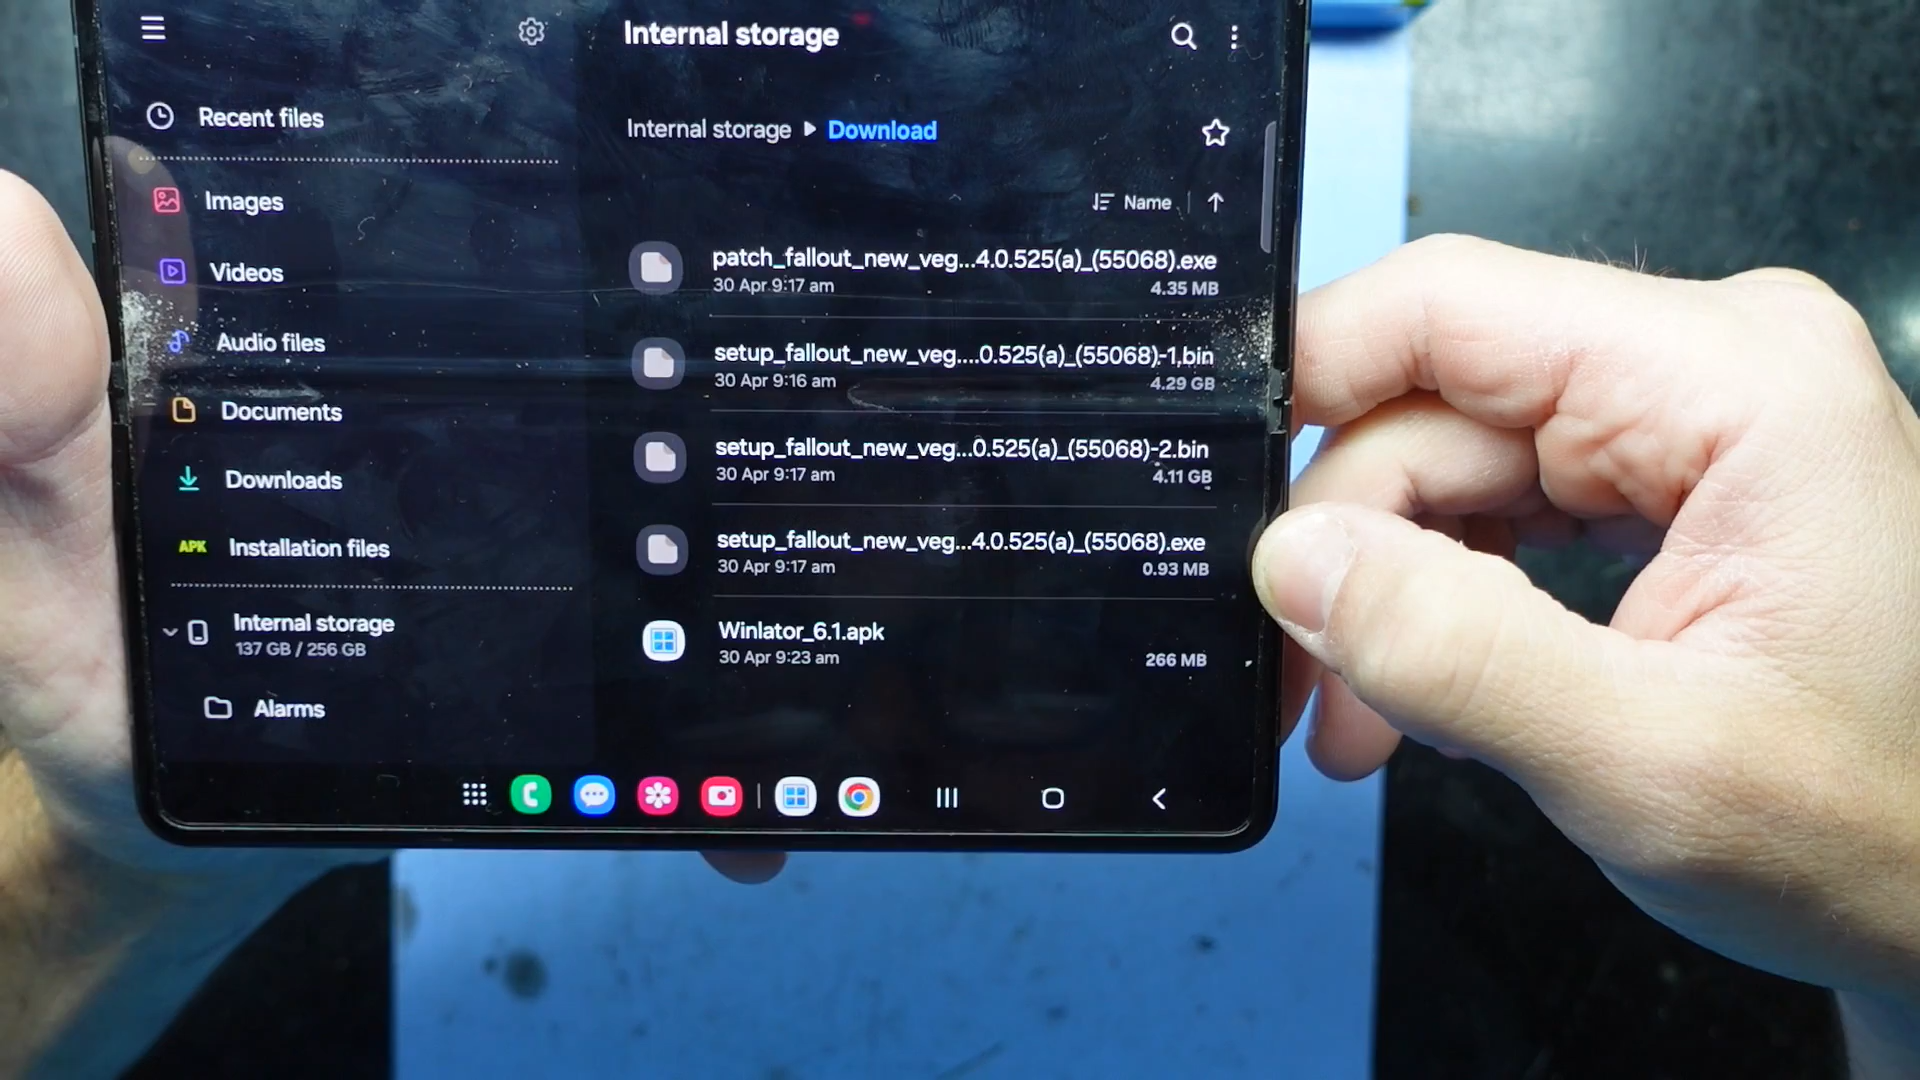 Internal storage
Recent files
Internal storage ▶ Download
Name
Images
Videos
Audio files
Documents
Downloads
APK Installation files
Internal storage
137 GB / 256 GB
Alarms
patch_fallout_new_veg...4.0.525(a)_(55068).exe
30 Apr 9:17 am 4.35 MB
setup_fallout_new_veg....0.525(a)_(55068)-1.bin
30 Apr 9:16 am 4.29 GB
setup_fallout_new_veg...0.525(a)_(55068)-2.bin
30 Apr 9:17 am 4.11 GB
setup_fallout_new_veg...4.0.525(a)_(55068).exe
30 Apr 9:17 am 0.93 MB
Winlator_6.1.apk
30 Apr 9:23 am 266 MB